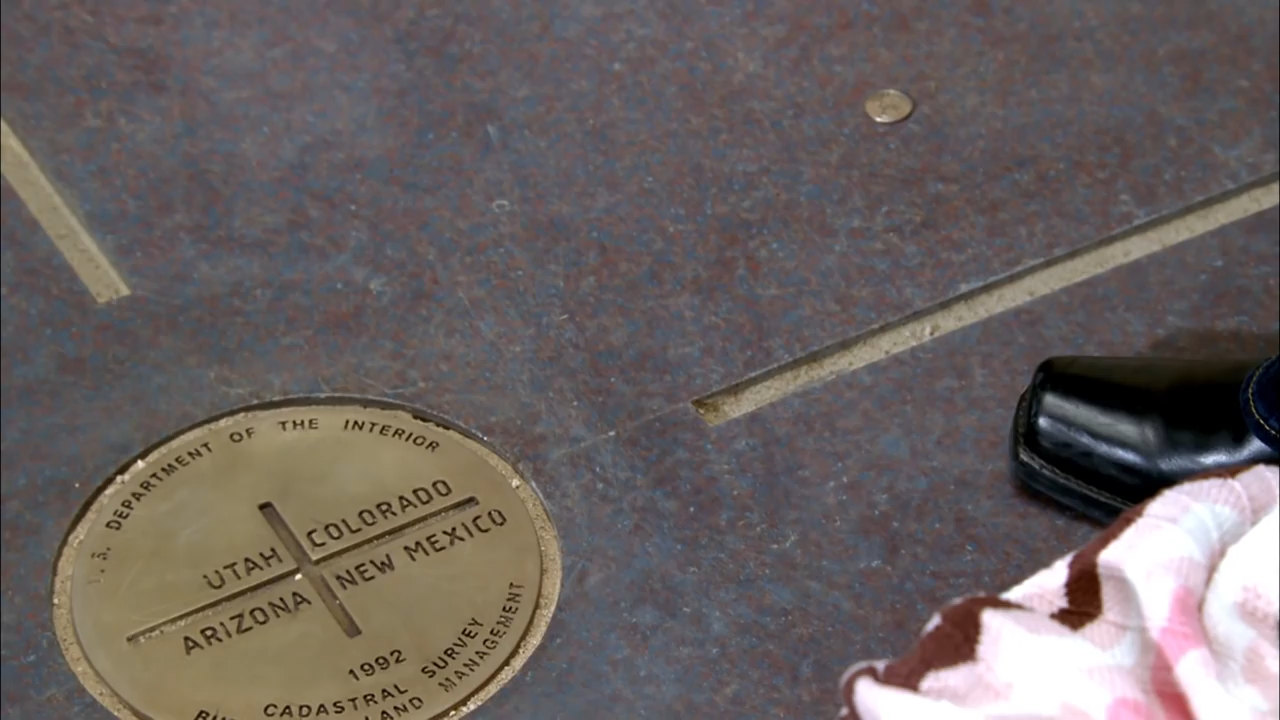 U.S. DEPARTMENT OF THE INTERIOR
UTAH COLORADO
ARIZONA NEW MEXICO
1992
CADASTRAL SURVEY
LAND MANAGEMENT